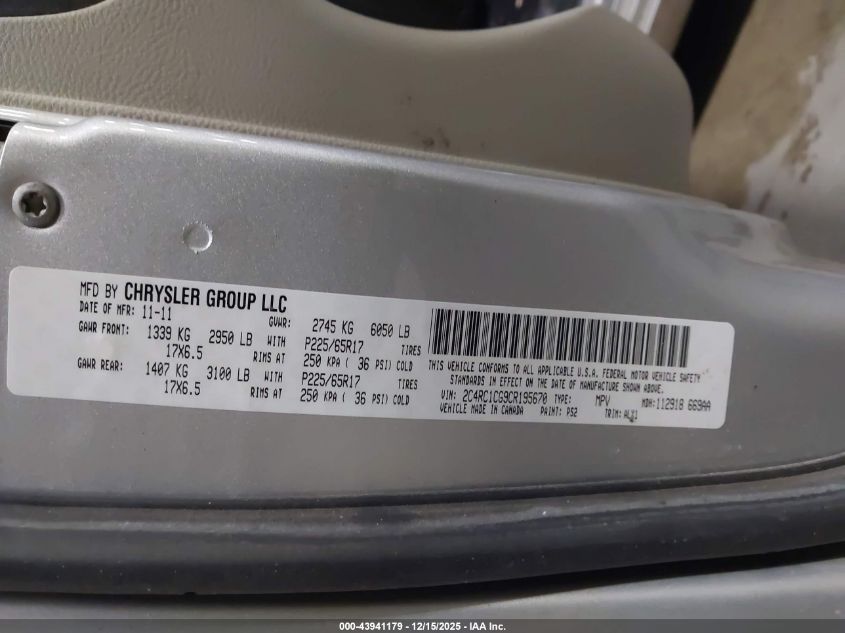 MFD BY CHRYSLER GROUP LLC
DATE OF MFR: 11-11 GVWR: 2745 KG 6050 LB
GAWR FRONT: 1339 KG 2950 LB WITH P225/65R17 TIRES
17X6.5 RIMS AT 250 KPA ( 36 PSI) COLD
GAWR REAR: 1407 KG 3100 LB WITH P225/65R17 TIRES
17X6.5 RIMS AT 250 KPA ( 36 PSI) COLD
THIS VEHICLE CONFORMS TO ALL APPLICABLE U.S.A. FEDERAL MOTOR VEHICLE SAFETY
STANDARDS IN EFFECT ON THE DATE OF MANUFACTURE SHOWN ABOVE.
VIN: 2C4RC1CG9CR195670 TYPE: MPV MDH:112918 669AA
VEHICLE MADE IN CANADA PAINT: PS2 TRIM:
000-43941179 - 12/15/2025 - IAA Inc.